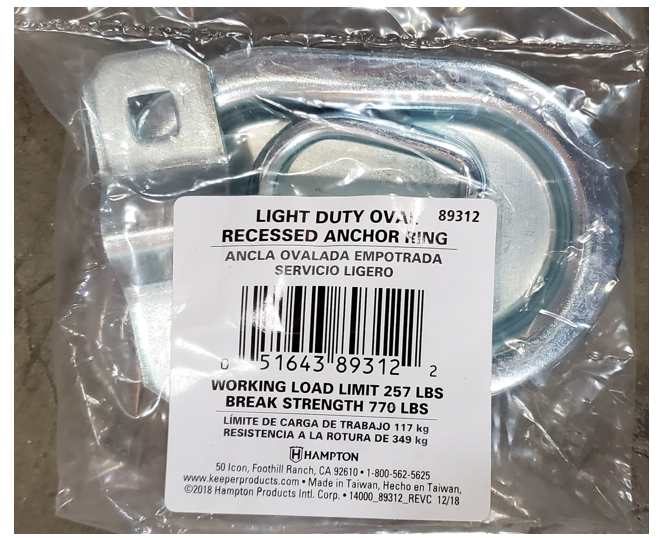 LIGHT DUTY OVAL 89312
RECESSED ANCHOR RING
ANCLA OVALADA EMPOTRADA
SERVICIO LIGERO
0 51643 89312 2
WORKING LOAD LIMIT 257 LBS
BREAK STRENGTH 770 LBS
LÍMITE DE CARGA DE TRABAJO 117 kg
RESISTENCIA A LA ROTURA DE 349 kg
HAMPTON
50 Icon, Foothill Ranch, CA 92610 • 1-800-562-5625
www.keeperproducts.com • Made in Taiwan, Hecho en Taiwan,
©2018 Hampton Products Intl. Corp. • 14000_89312_REVC 12/18